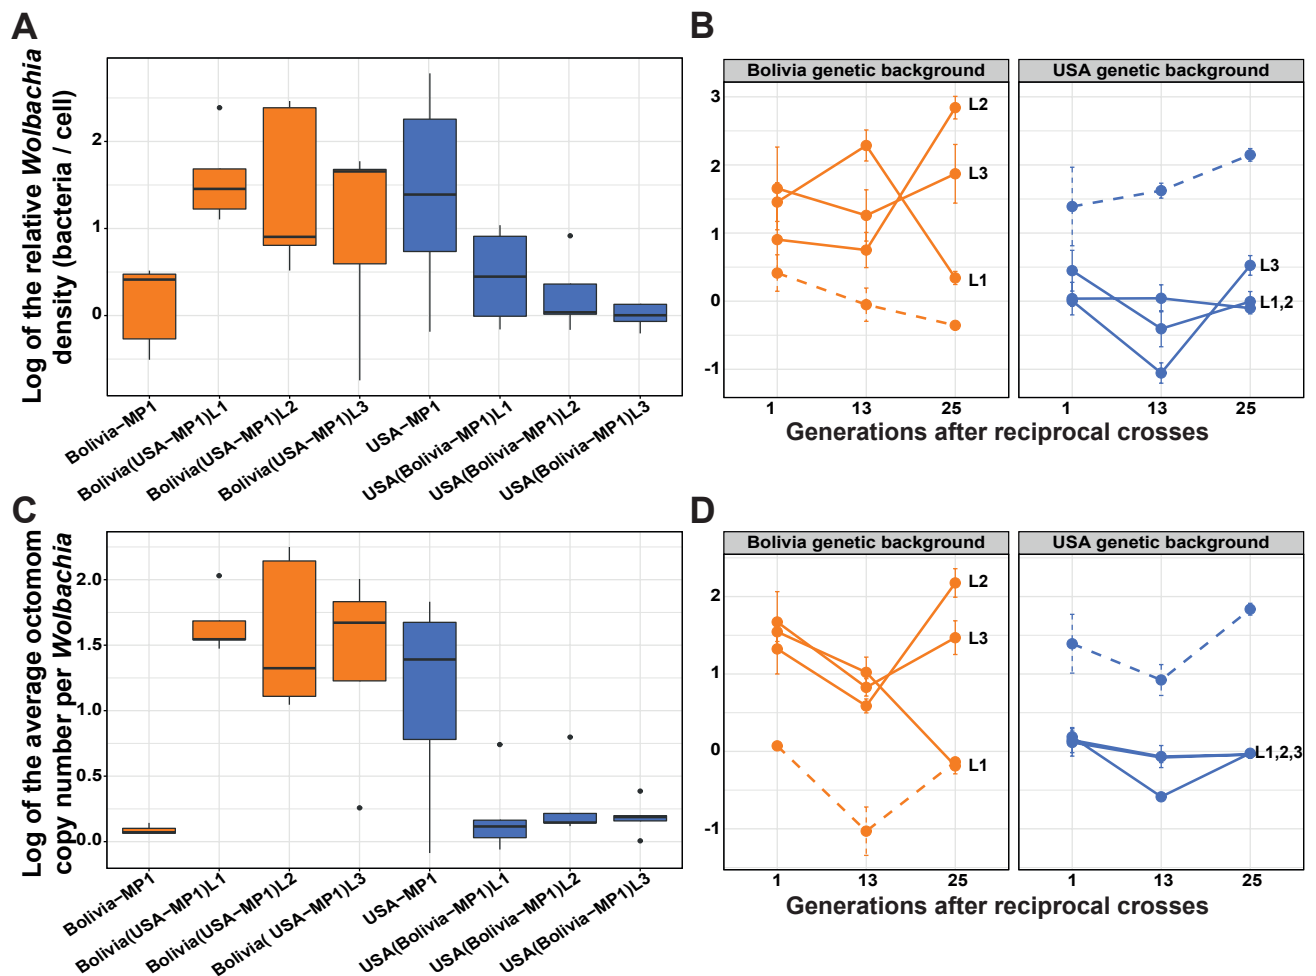 A
Log of the relative Wolbachia
density (bacteria / cell)
2
1
0
Bolivia−MP1
Bolivia(USA−MP1)L1
Bolivia(USA−MP1)L2
Bolivia(USA−MP1)L3
USA−MP1
USA(Bolivia−MP1)L1
USA(Bolivia−MP1)L2
USA(Bolivia−MP1)L3
B
Bolivia genetic background
USA genetic background
3
2
1
0
-1
L2
L3
L1
L3
L1,2
1
13
25
1
13
25
Generations after reciprocal crosses
C
Log of the average octomom
copy number per Wolbachia
2.0
1.5
1.0
0.5
0.0
Bolivia−MP1
Bolivia(USA−MP1)L1
Bolivia(USA−MP1)L2
Bolivia( USA−MP1)L3
USA−MP1
USA(Bolivia−MP1)L1
USA(Bolivia−MP1)L2
USA(Bolivia−MP1)L3
D
Bolivia genetic background
USA genetic background
2
1
0
-1
L2
L3
L1
L1,2,3
1
13
25
1
13
25
Generations after reciprocal crosses